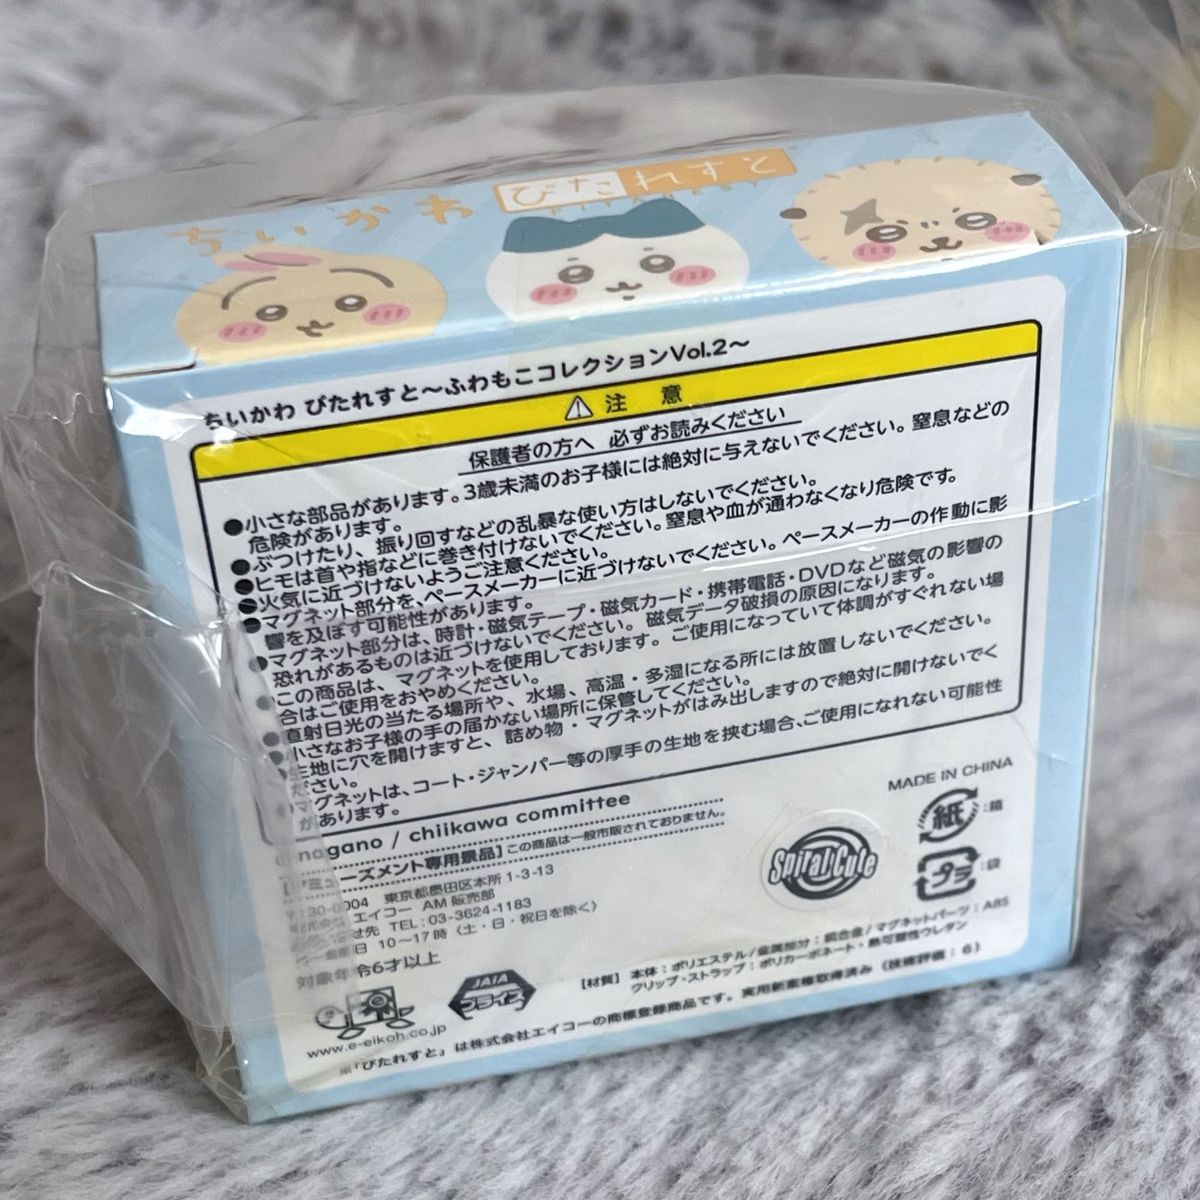 ちいかわ ぴたれすと
PITAREST
ちいかわ ぴたれすと～ふわもこコレクションVol.2～
注 意
保護者の方へ 必ずお読みください
●小さな部品があります。3歳未満のお子様には絶対に与えないでください。窒息などの
危険があります。
●ぶつけたり、振り回すなどの乱暴な使い方はしないでください。
●ヒモは首や指などに巻き付けないでください。窒息や血が通わなくなり危険です。
●火気に近づけないようご注意ください。
●マグネット部分を、ペースメーカーに近づけないでください。ペースメーカーの作動に影
響を及ぼす可能性があります。
●マグネット部分は、時計・磁気テープ・磁気カード・携帯電話・DVDなど磁気の影響の
恐れがあるものは近づけないでください。磁気データ破損の原因になります。
●この商品は、マグネットを使用しております。ご使用になっていて体調がすぐれない場
合はご使用をおやめください。
●直射日光の当たる場所や、水場、高温・多湿になる所には放置しないでください。
●小さなお子様の手の届かない場所に保管してください。
●生地に穴を開けますと、詰め物・マグネットがはみ出しますので絶対に開けないでく
ださい。
●マグネットは、コート・ジャンパー等の厚手の生地を挟む場合、ご使用になれない可能性
があります。
nagano / chiikawa committee
ーズメント専用景品】この商品は一般市販されておりません。
〒130-0004 東京都墨田区本所 1-3-13
エイコー AM販売部
せ先 TEL:03-3624-1183
日 10～17時（土・日・祝日を除く）
対象年令6才以上
MADE IN CHINA
紙 :箱
プラ :袋
Spiral Cute
JAIA
プライズ
www.e-eikoh.co.jp
【材質】本体：ポリエステル/金属部分：鉄合金/マグネットパーツ：ABS
クリップ・ストラップ：ポリカーボネート・熱可塑性ウレタン
「ぴたれすと」は株式会社エイコーの商標登録商品です。実用新案権取得済み（技術評価：6）